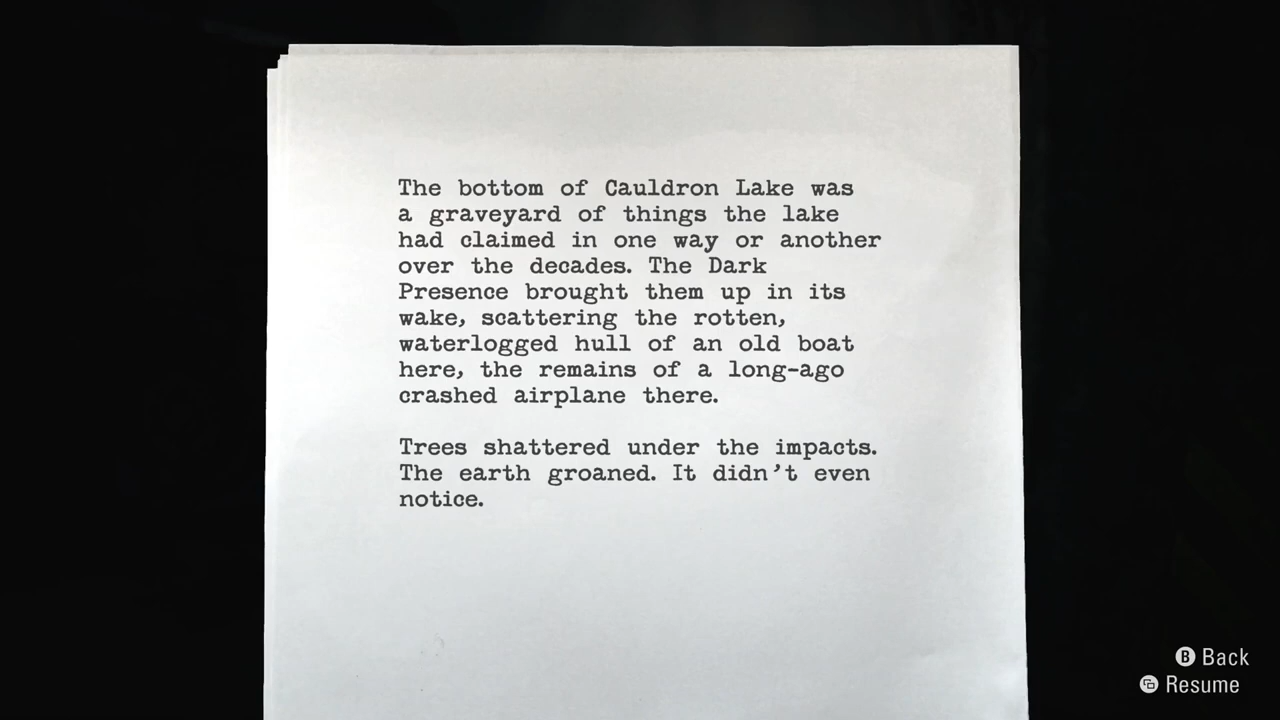 The bottom of Cauldron Lake was
a graveyard of things the lake
had claimed in one way or another
over the decades. The Dark
Presence brought them up in its
wake, scattering the rotten,
waterlogged hull of an old boat
here, the remains of a long-ago
crashed airplane there.
Trees shattered under the impacts.
The earth groaned. It didn't even
notice.
B Back
Resume